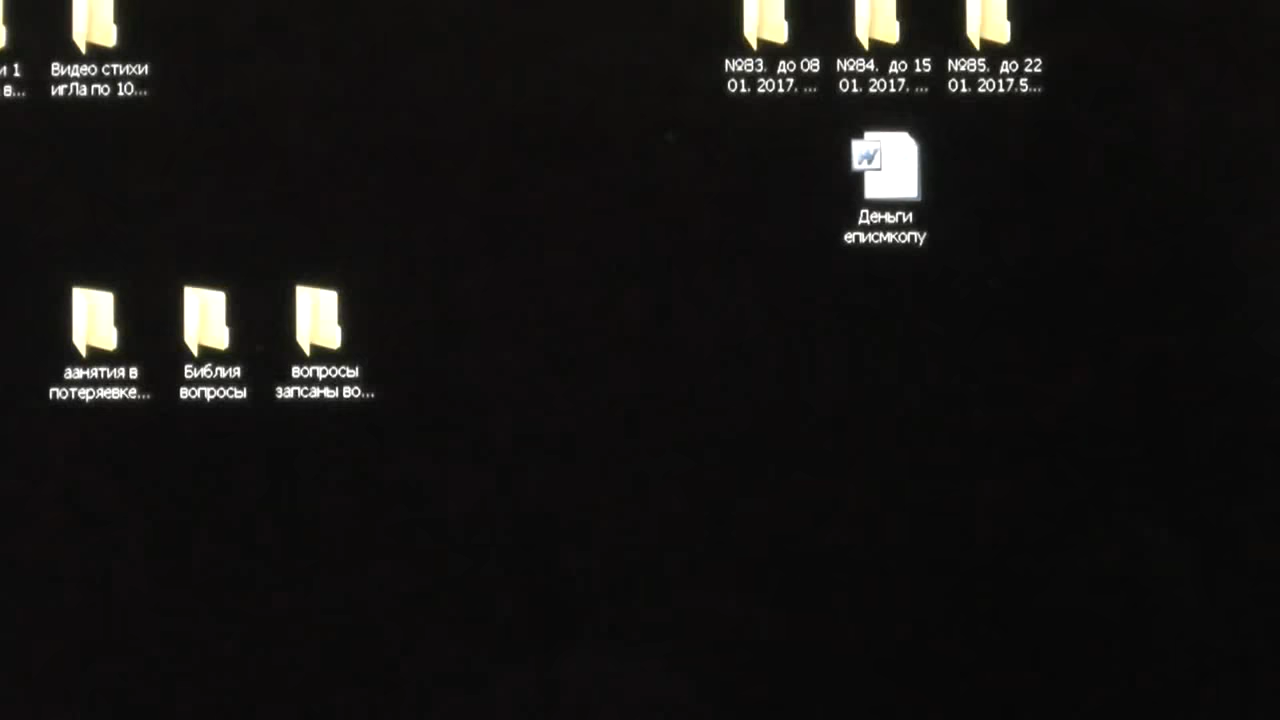 и 1
в...
Видео стихи
игЛа по 10...
№83. до 08
01. 2017. ...
№84. до 15
01. 2017. ...
№85. до 22
01. 2017.5...
Деньги
еписмкопу
аанятия в
потеряевке...
Библия
вопросы
вопросы
запсаны во...